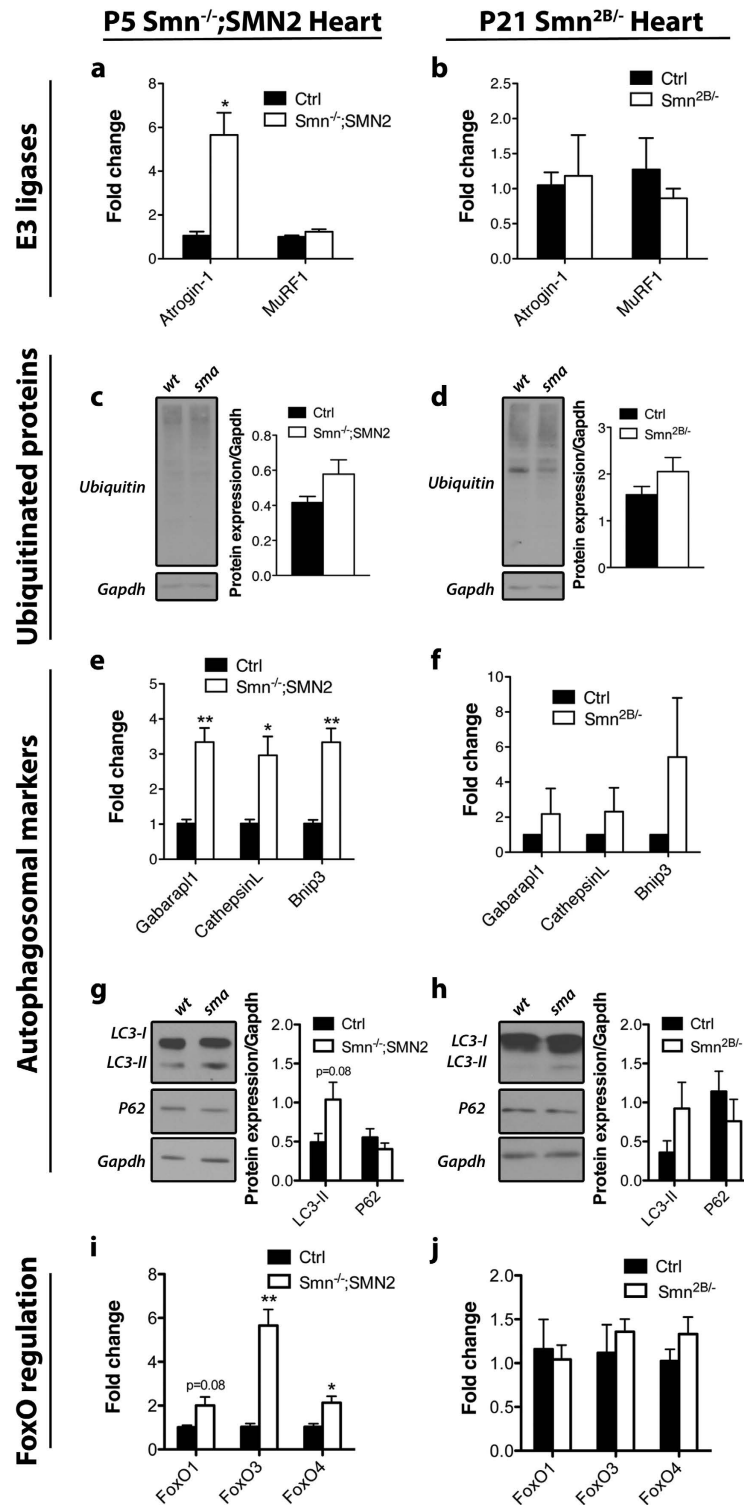 P5 Smn-/-;SMN2 Heart
P21 Smn2B/- Heart
E3 ligases
a
Fold change
8
6
4
2
0
*
Ctrl
Smn-/-;SMN2
Atrogin-1
MuRF1
b
Fold change
2.5
2.0
1.5
1.0
0.5
0.0
Ctrl
Smn2B/-
Atrogin-1
MuRF1
Ubiquitinated proteins
c
wt
sma
Ubiquitin
Gapdh
Protein expression/Gapdh
0.8
0.6
0.4
0.2
0.0
Ctrl
Smn-/-;SMN2
d
wt
sma
Ubiquitin
Gapdh
Protein expression/Gapdh
3
2
1
0
Ctrl
Smn2B/-
Autophagosomal markers
e
Fold change
5
4
3
2
1
0
Ctrl
Smn-/-;SMN2
**
*
**
Gabarapl1
CathepsinL
Bnip3
f
Fold change
10
8
6
4
2
0
Ctrl
Smn2B/-
Gabarapl1
CathepsinL
Bnip3
g
wt
sma
LC3-I
LC3-II
P62
Gapdh
Protein expression/Gapdh
2.0
1.5
1.0
0.5
0.0
Ctrl
Smn-/-;SMN2
p=0.08
LC3-II
P62
h
wt
sma
LC3-I
LC3-II
P62
Gapdh
Protein expression/Gapdh
2.0
1.5
1.0
0.5
0.0
Ctrl
Smn2B/-
LC3-II
P62
FoxO regulation
i
Fold change
8
6
4
2
0
Ctrl
Smn-/-;SMN2
p=0.08
**
*
FoxO1
FoxO3
FoxO4
j
Fold change
2.0
1.5
1.0
0.5
0.0
Ctrl
Smn2B/-
FoxO1
FoxO3
FoxO4